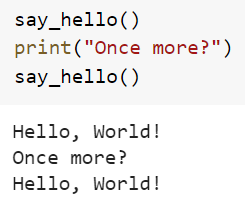 say_hello()
print("Once more?")
say_hello()
Hello, World!
Once more?
Hello, World!